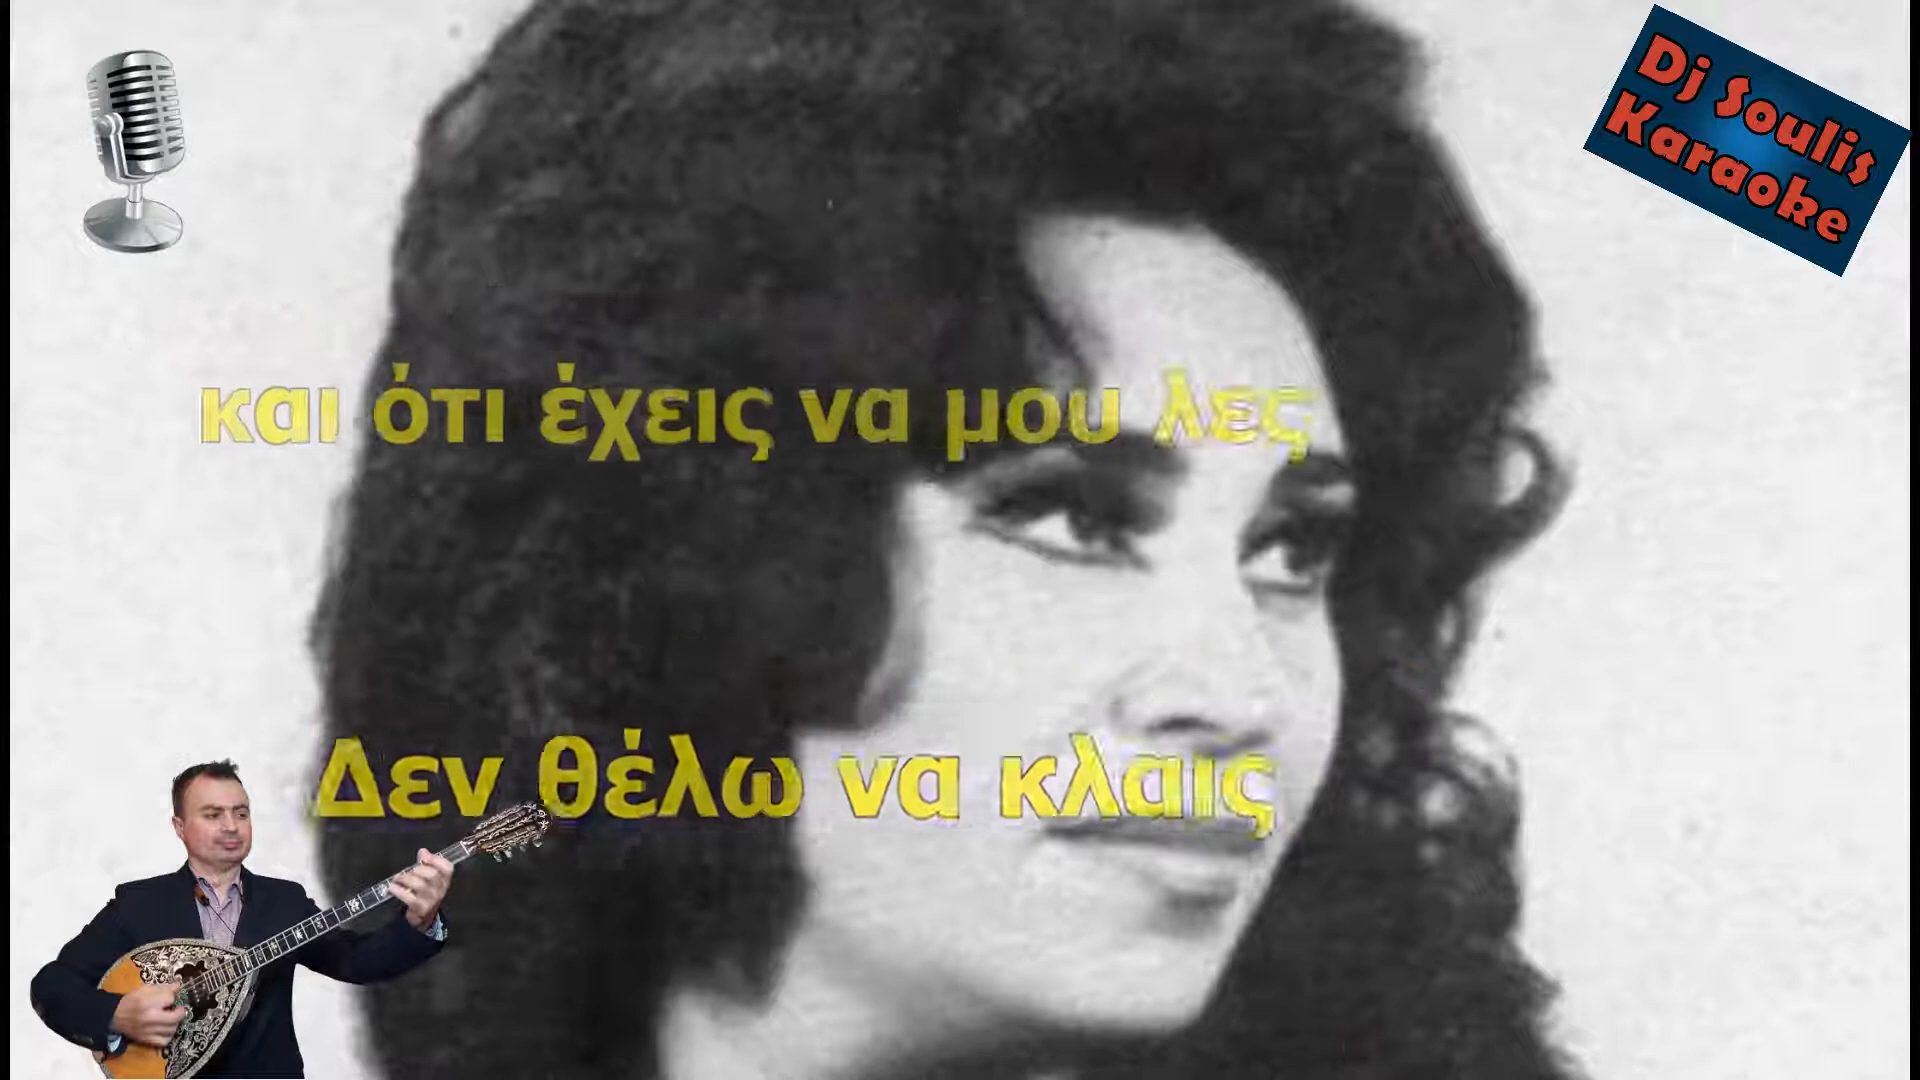 Dj Soulis
Karaoke
και ότι έχεις να μου λες
Δεν θέλω να κλαις